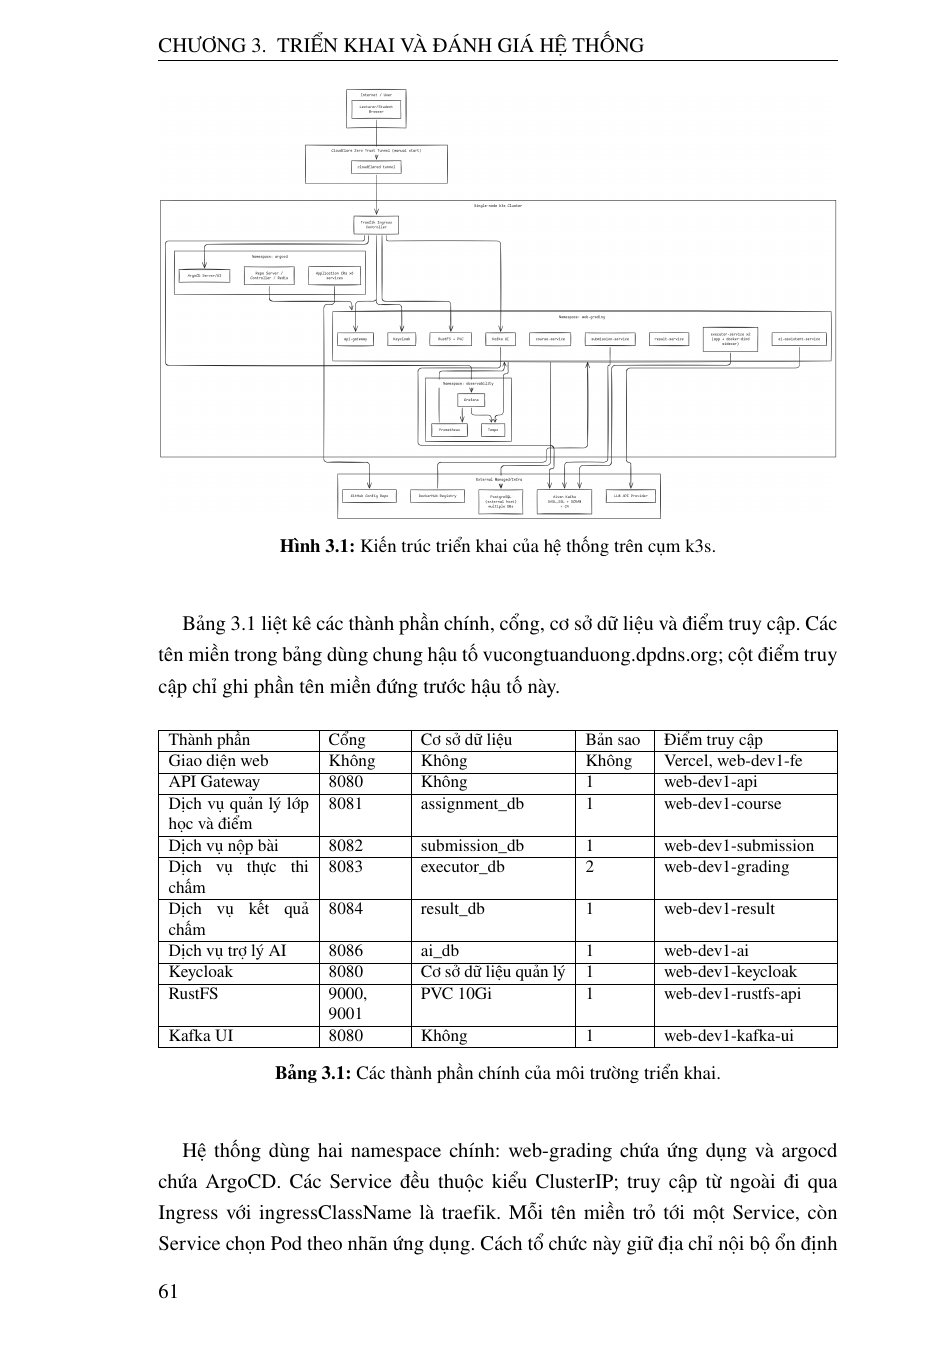 CHƯƠNG 3. TRIỂN KHAI VÀ ĐÁNH GIÁ HỆ THỐNG
Internet / User
Lecturer/Student
Browser
Cloudflare Zero Trust Tunnel (manual start)
cloudflared tunnel
Single-node k3s Cluster
Traefik Ingress
Controller
Namespace: argocd
ArgoCD Server/UI
Repo Server /
Controller / Redis
Application CRs x6
services
Namespace: web-grading
api-gateway
Keycloak
RustFS + PVC
Kafka UI
course-service
submission-service
result-service
executor-service x2
(app + docker:dind
sidecar)
ai-assistant-service
Namespace: observability
Grafana
Prometheus
Tempo
External Managed/Infra
GitHub Config Repo
DockerHub Registry
PostgreSQL
(external host)
multiple DBs
Aiven Kafka
SASL_SSL + SCRAM
+ CA
LLM API Provider
Hình 3.1: Kiến trúc triển khai của hệ thống trên cụm k3s.
Bảng 3.1 liệt kê các thành phần chính, cổng, cơ sở dữ liệu và điểm truy cập. Các
tên miền trong bảng dùng chung hậu tố vucongtuanduong.dpdns.org; cột điểm truy
cập chỉ ghi phần tên miền đứng trước hậu tố này.
Thành phần Cổng Cơ sở dữ liệu Bản sao Điểm truy cập
Giao diện web Không Không Không Vercel, web-dev1-fe
API Gateway 8080 Không 1 web-dev1-api
Dịch vụ quản lý lớp 8081 assignment_db 1 web-dev1-course
học và điểm
Dịch vụ nộp bài 8082 submission_db 1 web-dev1-submission
Dịch vụ thực thi 8083 executor_db 2 web-dev1-grading
chấm
Dịch vụ kết quả 8084 result_db 1 web-dev1-result
chấm
Dịch vụ trợ lý AI 8086 ai_db 1 web-dev1-ai
Keycloak 8080 Cơ sở dữ liệu quản lý 1 web-dev1-keycloak
RustFS 9000, PVC 10Gi 1 web-dev1-rustfs-api
9001
Kafka UI 8080 Không 1 web-dev1-kafka-ui
Bảng 3.1: Các thành phần chính của môi trường triển khai.
Hệ thống dùng hai namespace chính: web-grading chứa ứng dụng và argocd
chứa ArgoCD. Các Service đều thuộc kiểu ClusterIP; truy cập từ ngoài đi qua
Ingress với ingressClassName là traefik. Mỗi tên miền trỏ tới một Service, còn
Service chọn Pod theo nhãn ứng dụng. Cách tổ chức này giữ địa chỉ nội bộ ổn định
61